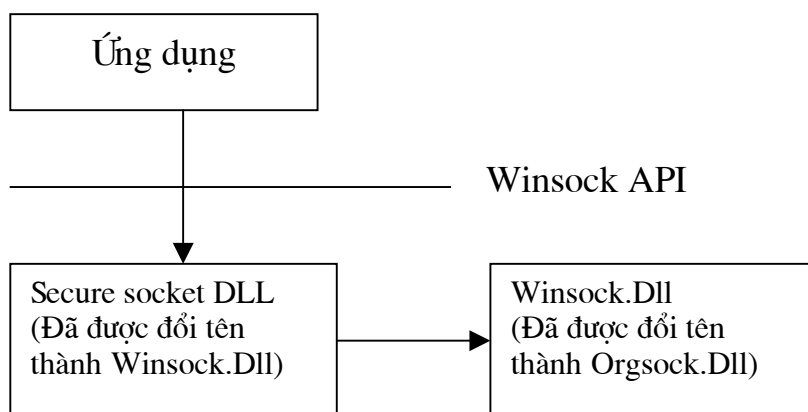 Ứng dụng
Winsock API
Secure socket DLL
(Đã được đổi tên
thành Winsock.Dll)
Winsock.Dll
(Đã được đổi tên
thành Orgsock.Dll)